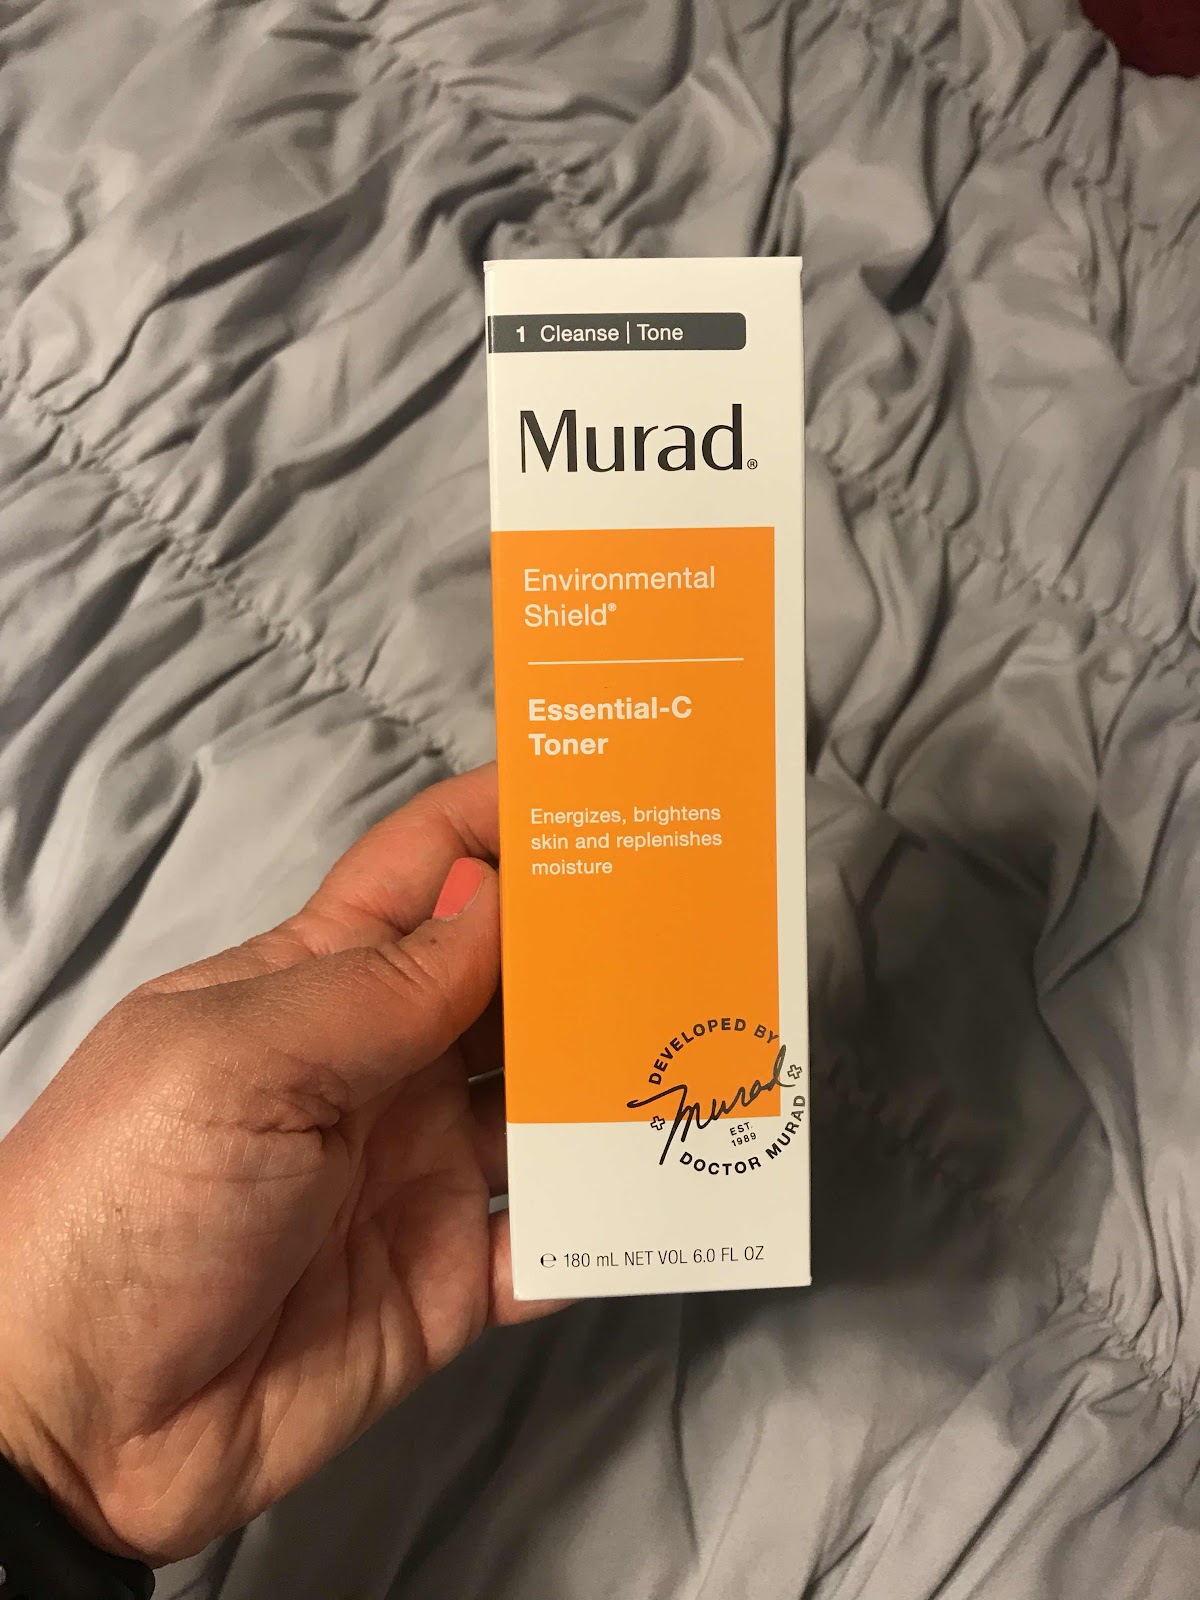 1 Cleanse | Tone
Murad®
Environmental
Shield®
Essential-C
Toner
Energizes, brightens
skin and replenishes
moisture
DEVELOPED BY
Murad
EST.
1989
DOCTOR MURAD
℮ 180 mL NET VOL 6.0 FL OZ